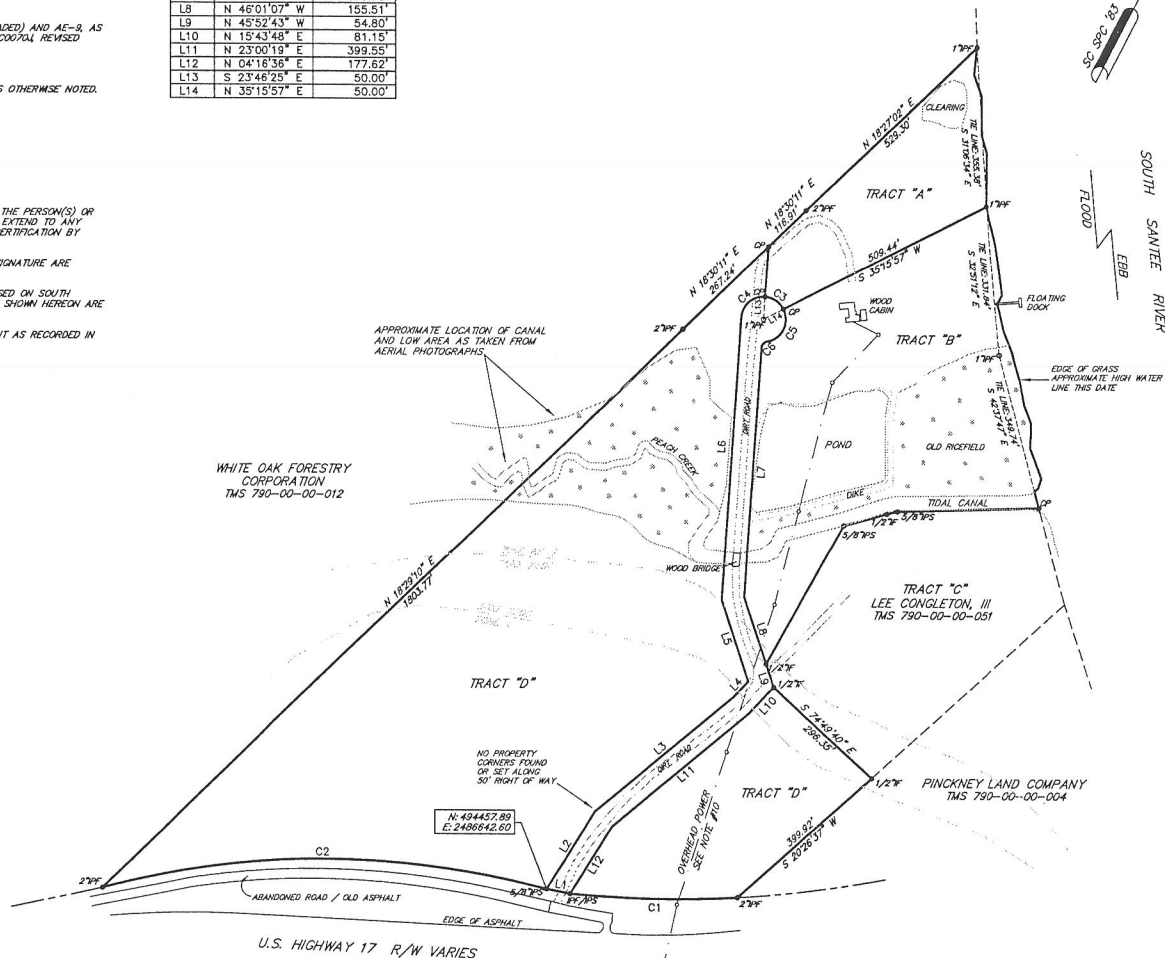 DED) AND AE-9, AS
REVISED
S OTHERWISE NOTED.
L8 N 46°01'07" W 155.51'
L9 N 45°52'43" W 54.80'
L10 N 15°43'48" E 81.15'
L11 N 23°00'19" E 399.55'
L12 N 04°16'36" E 177.62'
L13 S 23°46'25" E 50.00'
L14 N 35°15'57" E 50.00'
THE PERSON(S) OR
EXTEND TO ANY
CERTIFICATION BY
SIGNATURE ARE
SED ON SOUTH
SHOWN HEREON ARE
T AS RECORDED IN
SC SPC '83
SOUTH SANTEE RIVER
FLOOD
EBB
1"IPF
CLEARING
N 18°27'02" E
529.30'
TIE LINE-355.38'
S 31°06'34" E
TRACT "A"
2"IPF
1"IPF
N 18°30'11" E
116.91'
CP
509.44'
S 35°15'57" W
TIE LINE-331.84'
S 32°51'12" E
N 18°30'11" E
267.24'
C4
CP
L13
C3
1"IPF
L14
CP
C5
C6
WOOD
CABIN
FLOATING
DOCK
2"IPF
TRACT "B"
1"IPF
APPROXIMATE LOCATION OF CANAL
AND LOW AREA AS TAKEN FROM
AERIAL PHOTOGRAPHS
EDGE OF GRASS
APPROXIMATE HIGH WATER
LINE THIS DATE
TIE LINE-349.74'
S 42°37'47" E
DIRT ROAD
L6
L7
PEACH CREEK
POND
OLD RICEFIELD
WHITE OAK FORESTRY
CORPORATION
TMS 790-00-00-012
DIKE
TIDAL CANAL
CP
1/2"IF
5/8"IPS
5/8"IPS
WOOD BRIDGE
N 18°29'10" E
1803.77'
TRACT "C"
LEE CONGLETON, III
TMS 790-00-00-051
L5
L8
1/2"IF
L4
L9
1/2"IF
L10
TRACT "D"
S 74°49'40" E
296.35'
NO PROPERTY
CORNERS FOUND
OR SET ALONG
50' RIGHT OF WAY
L3
DIRT ROAD
L11
TRACT "D"
1/2"IF
PINCKNEY LAND COMPANY
TMS 790-00-00-004
N: 494457.89
E: 2486642.60
OVERHEAD POWER
SEE NOTE #10
399.92'
S 20°26'37" W
C2
L2
L12
2"IPF
5/8"IPS
L1
IPF/IPS
C1
2"IPF
ABANDONED ROAD / OLD ASPHALT
EDGE OF ASPHALT
U.S. HIGHWAY 17 R/W VARIES